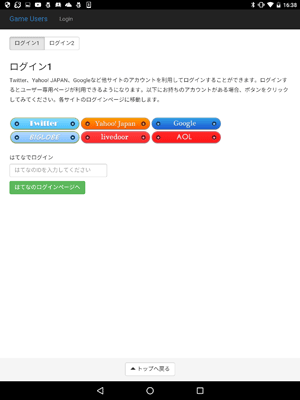 16:38
Game Users Login
ログイン1 ログイン2
ログイン1
Twitter、Yahoo! JAPAN、Googleなど他サイトのアカウントを利用してログインすることができます。ログインす
るとユーザー専用ページが利用できるようになります。以下にお持ちのアカウントがある場合、ボタンをクリック
してみてください。各サイトのログインページに移動します。
Twitter Yahoo! Japan Google
BIGLOBE livedoor AOL
はてなでログイン
はてなのIDを入力してください
はてなのログインページへ
トップへ戻る